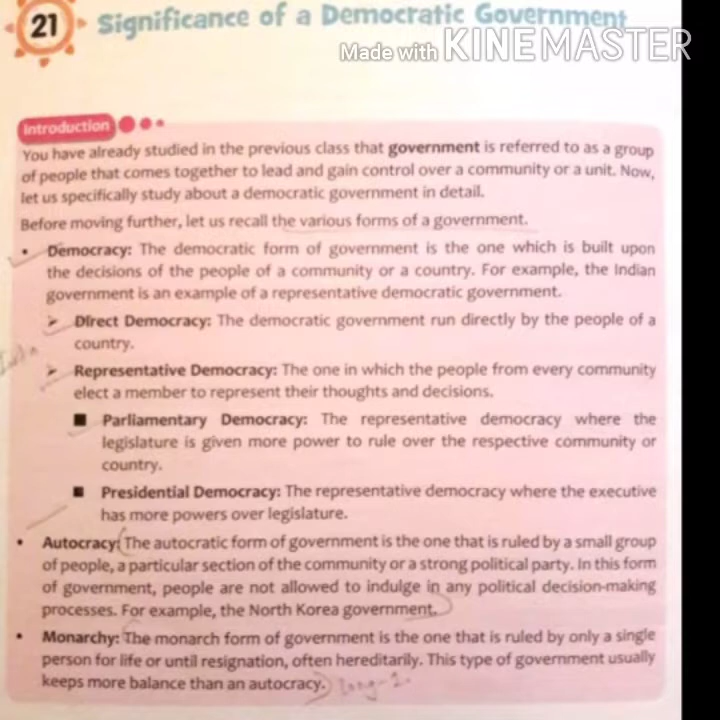 21 Significance of a Democratic Government
Made with KINEMASTER
Introduction
You have already studied in the previous class that government is referred to as a group
of people that comes together to lead and gain control over a community or a unit. Now,
let us specifically study about a democratic government in detail.
Before moving further, let us recall the various forms of a government.
• Democracy: The democratic form of government is the one which is built upon
the decisions of the people of a community or a country. For example, the Indian
government is an example of a representative democratic government.
➤ Direct Democracy: The democratic government run directly by the people of a
country.
➤ Representative Democracy: The one in which the people from every community
elect a member to represent their thoughts and decisions.
■ Parliamentary Democracy: The representative democracy where the
legislature is given more power to rule over the respective community or
country.
■ Presidential Democracy: The representative democracy where the executive
has more powers over legislature.
• Autocracy: The autocratic form of government is the one that is ruled by a small group
of people, a particular section of the community or a strong political party. In this form
of government, people are not allowed to indulge in any political decision-making
processes. For example, the North Korea government.
• Monarchy: The monarch form of government is the one that is ruled by only a single
person for life or until resignation, often hereditarily. This type of government usually
keeps more balance than an autocracy.